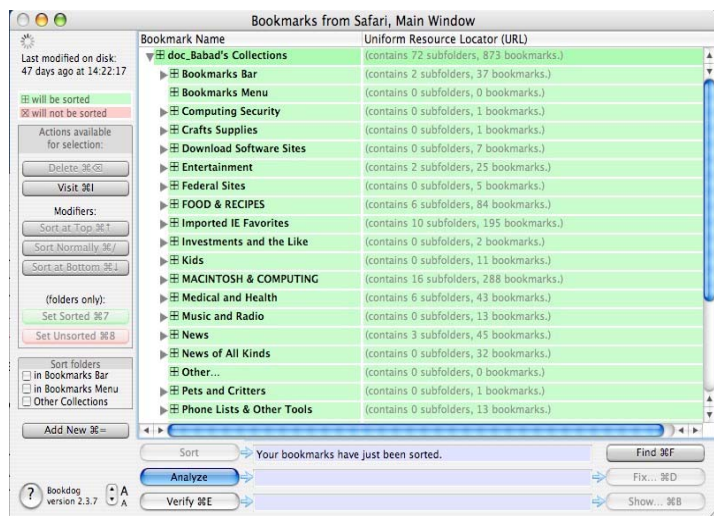 Bookmarks from Safari, Main Window
Last modified on disk:
47 days ago at 14:22:17
will be sorted
will not be sorted
Actions available
for selection:
Delete ⌘⌫
Visit ⌘I
Modifiers:
Sort at Top ⌘↑
Sort Normally ⌘/
Sort at Bottom ⌘↓
(folders only):
Set Sorted ⌘7
Set Unsorted ⌘8
Sort folders
in Bookmarks Bar
in Bookmarks Menu
Other Collections
Add New ⌘=
Bookmark Name Uniform Resource Locator (URL)
doc_Babad's Collections (contains 72 subfolders, 873 bookmarks.)
Bookmarks Bar (contains 2 subfolders, 37 bookmarks.)
Bookmarks Menu (contains 0 subfolders, 0 bookmarks.)
Computing Security (contains 0 subfolders, 1 bookmarks.)
Crafts Supplies (contains 0 subfolders, 1 bookmarks.)
Download Software Sites (contains 0 subfolders, 7 bookmarks.)
Entertainment (contains 2 subfolders, 25 bookmarks.)
Federal Sites (contains 0 subfolders, 5 bookmarks.)
FOOD & RECIPES (contains 6 subfolders, 84 bookmarks.)
Imported IE Favorites (contains 10 subfolders, 195 bookmarks.)
Investments and the Like (contains 0 subfolders, 2 bookmarks.)
Kids (contains 0 subfolders, 11 bookmarks.)
MACINTOSH & COMPUTING (contains 16 subfolders, 288 bookmarks.)
Medical and Health (contains 6 subfolders, 43 bookmarks.)
Music and Radio (contains 0 subfolders, 13 bookmarks.)
News (contains 3 subfolders, 45 bookmarks.)
News of All Kinds (contains 0 subfolders, 32 bookmarks.)
Other... (contains 0 subfolders, 0 bookmarks.)
Pets and Critters (contains 0 subfolders, 1 bookmarks.)
Phone Lists & Other Tools (contains 0 subfolders, 13 bookmarks.)
Sort Your bookmarks have just been sorted. Find ⌘F
Analyze Fix... ⌘D
Verify ⌘E Show... ⌘B
? Bookdog
version 2.3.7
A
A